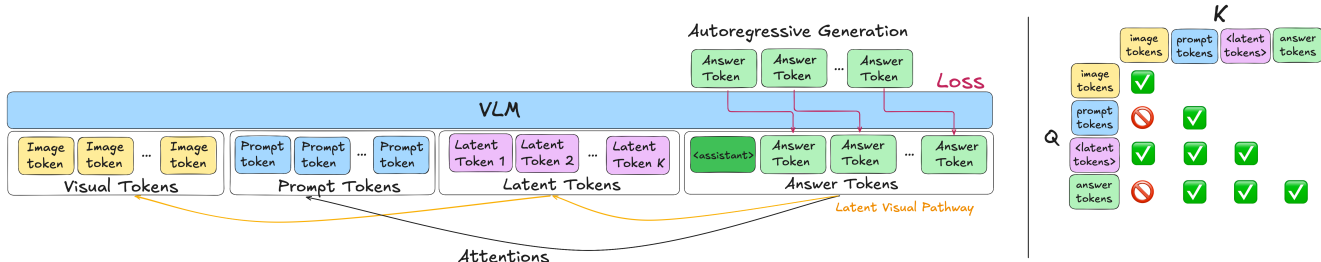 Autoregressive Generation
Answer Token
Answer Token
...
Answer Token
Loss
VLM
Image token
Image token
...
Image token
Visual Tokens
Prompt token
Prompt token
...
Prompt token
Prompt Tokens
Latent Token 1
Latent Token 2
...
Latent Token K
Latent Tokens
<assistant>
Answer Token
Answer Token
...
Answer Token
Answer Tokens
Latent Visual Pathway
Attentions
K
image tokens
prompt tokens
<latent tokens>
answer tokens
Q
image tokens
prompt tokens
<latent tokens>
answer tokens